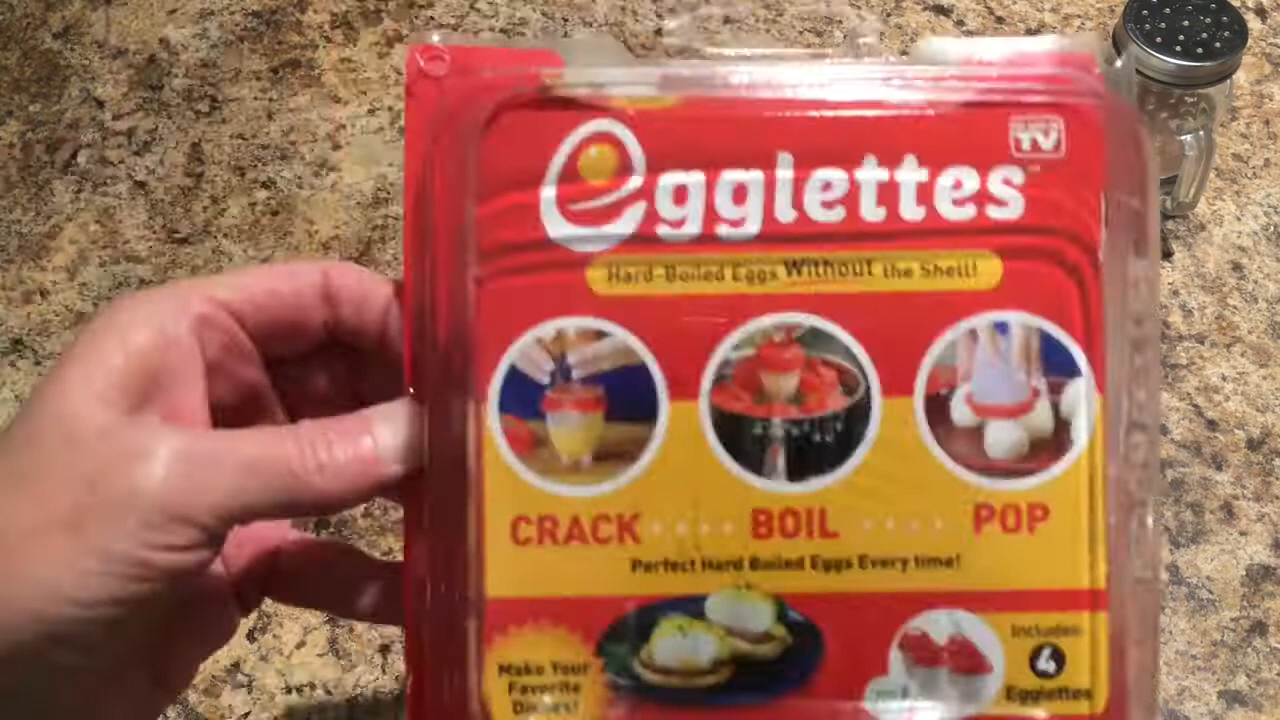 TV
egglettes
Hard-Boiled Eggs Without the Shell!
CRACK BOIL POP
Perfect Hard Boiled Eggs Every time!
Make Your
Favorite
Dishes!
Includes:
4
Egglettes